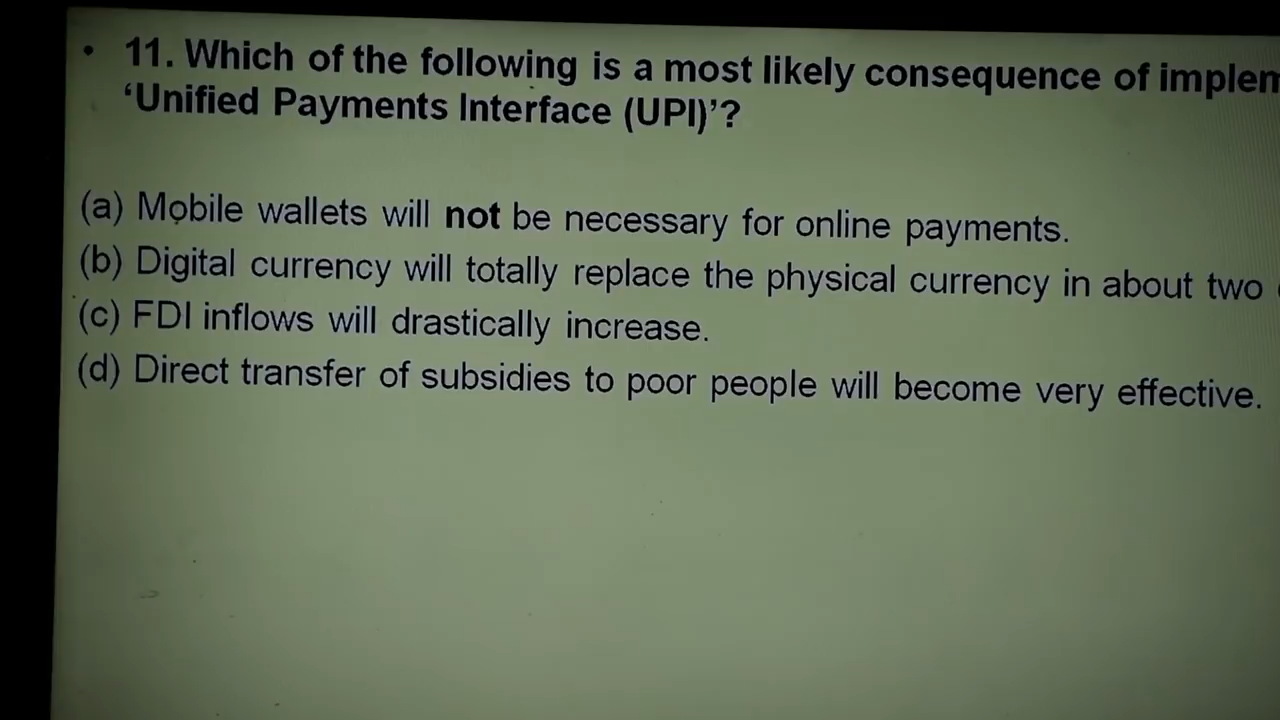 • 11. Which of the following is a most likely consequence of implem
‘Unified Payments Interface (UPI)’?
(a) Mobile wallets will not be necessary for online payments.
(b) Digital currency will totally replace the physical currency in about two
(c) FDI inflows will drastically increase.
(d) Direct transfer of subsidies to poor people will become very effective.